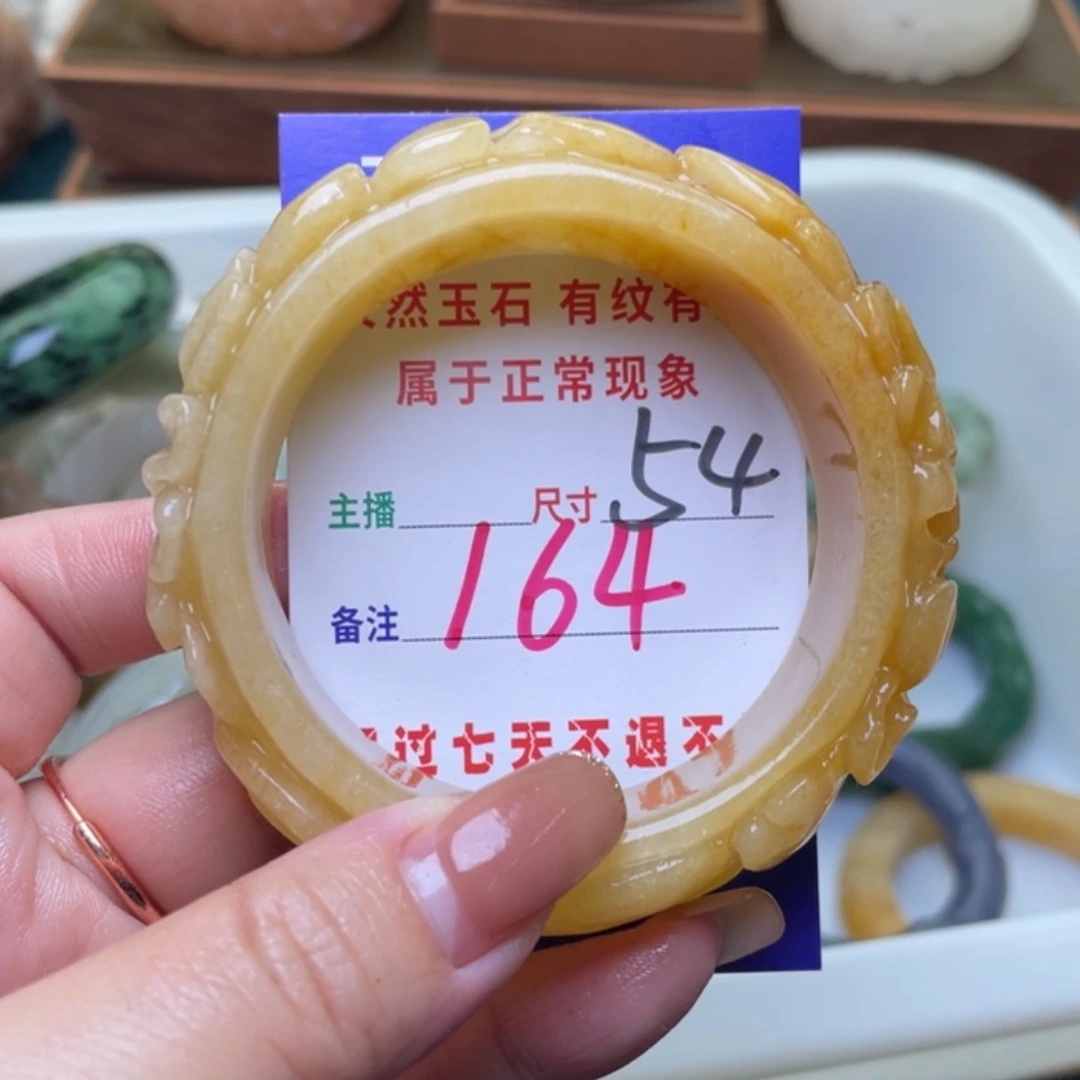 然玉石 有纹有
属于正常现象
主播 尺寸 54
备注 164
过七天不退不